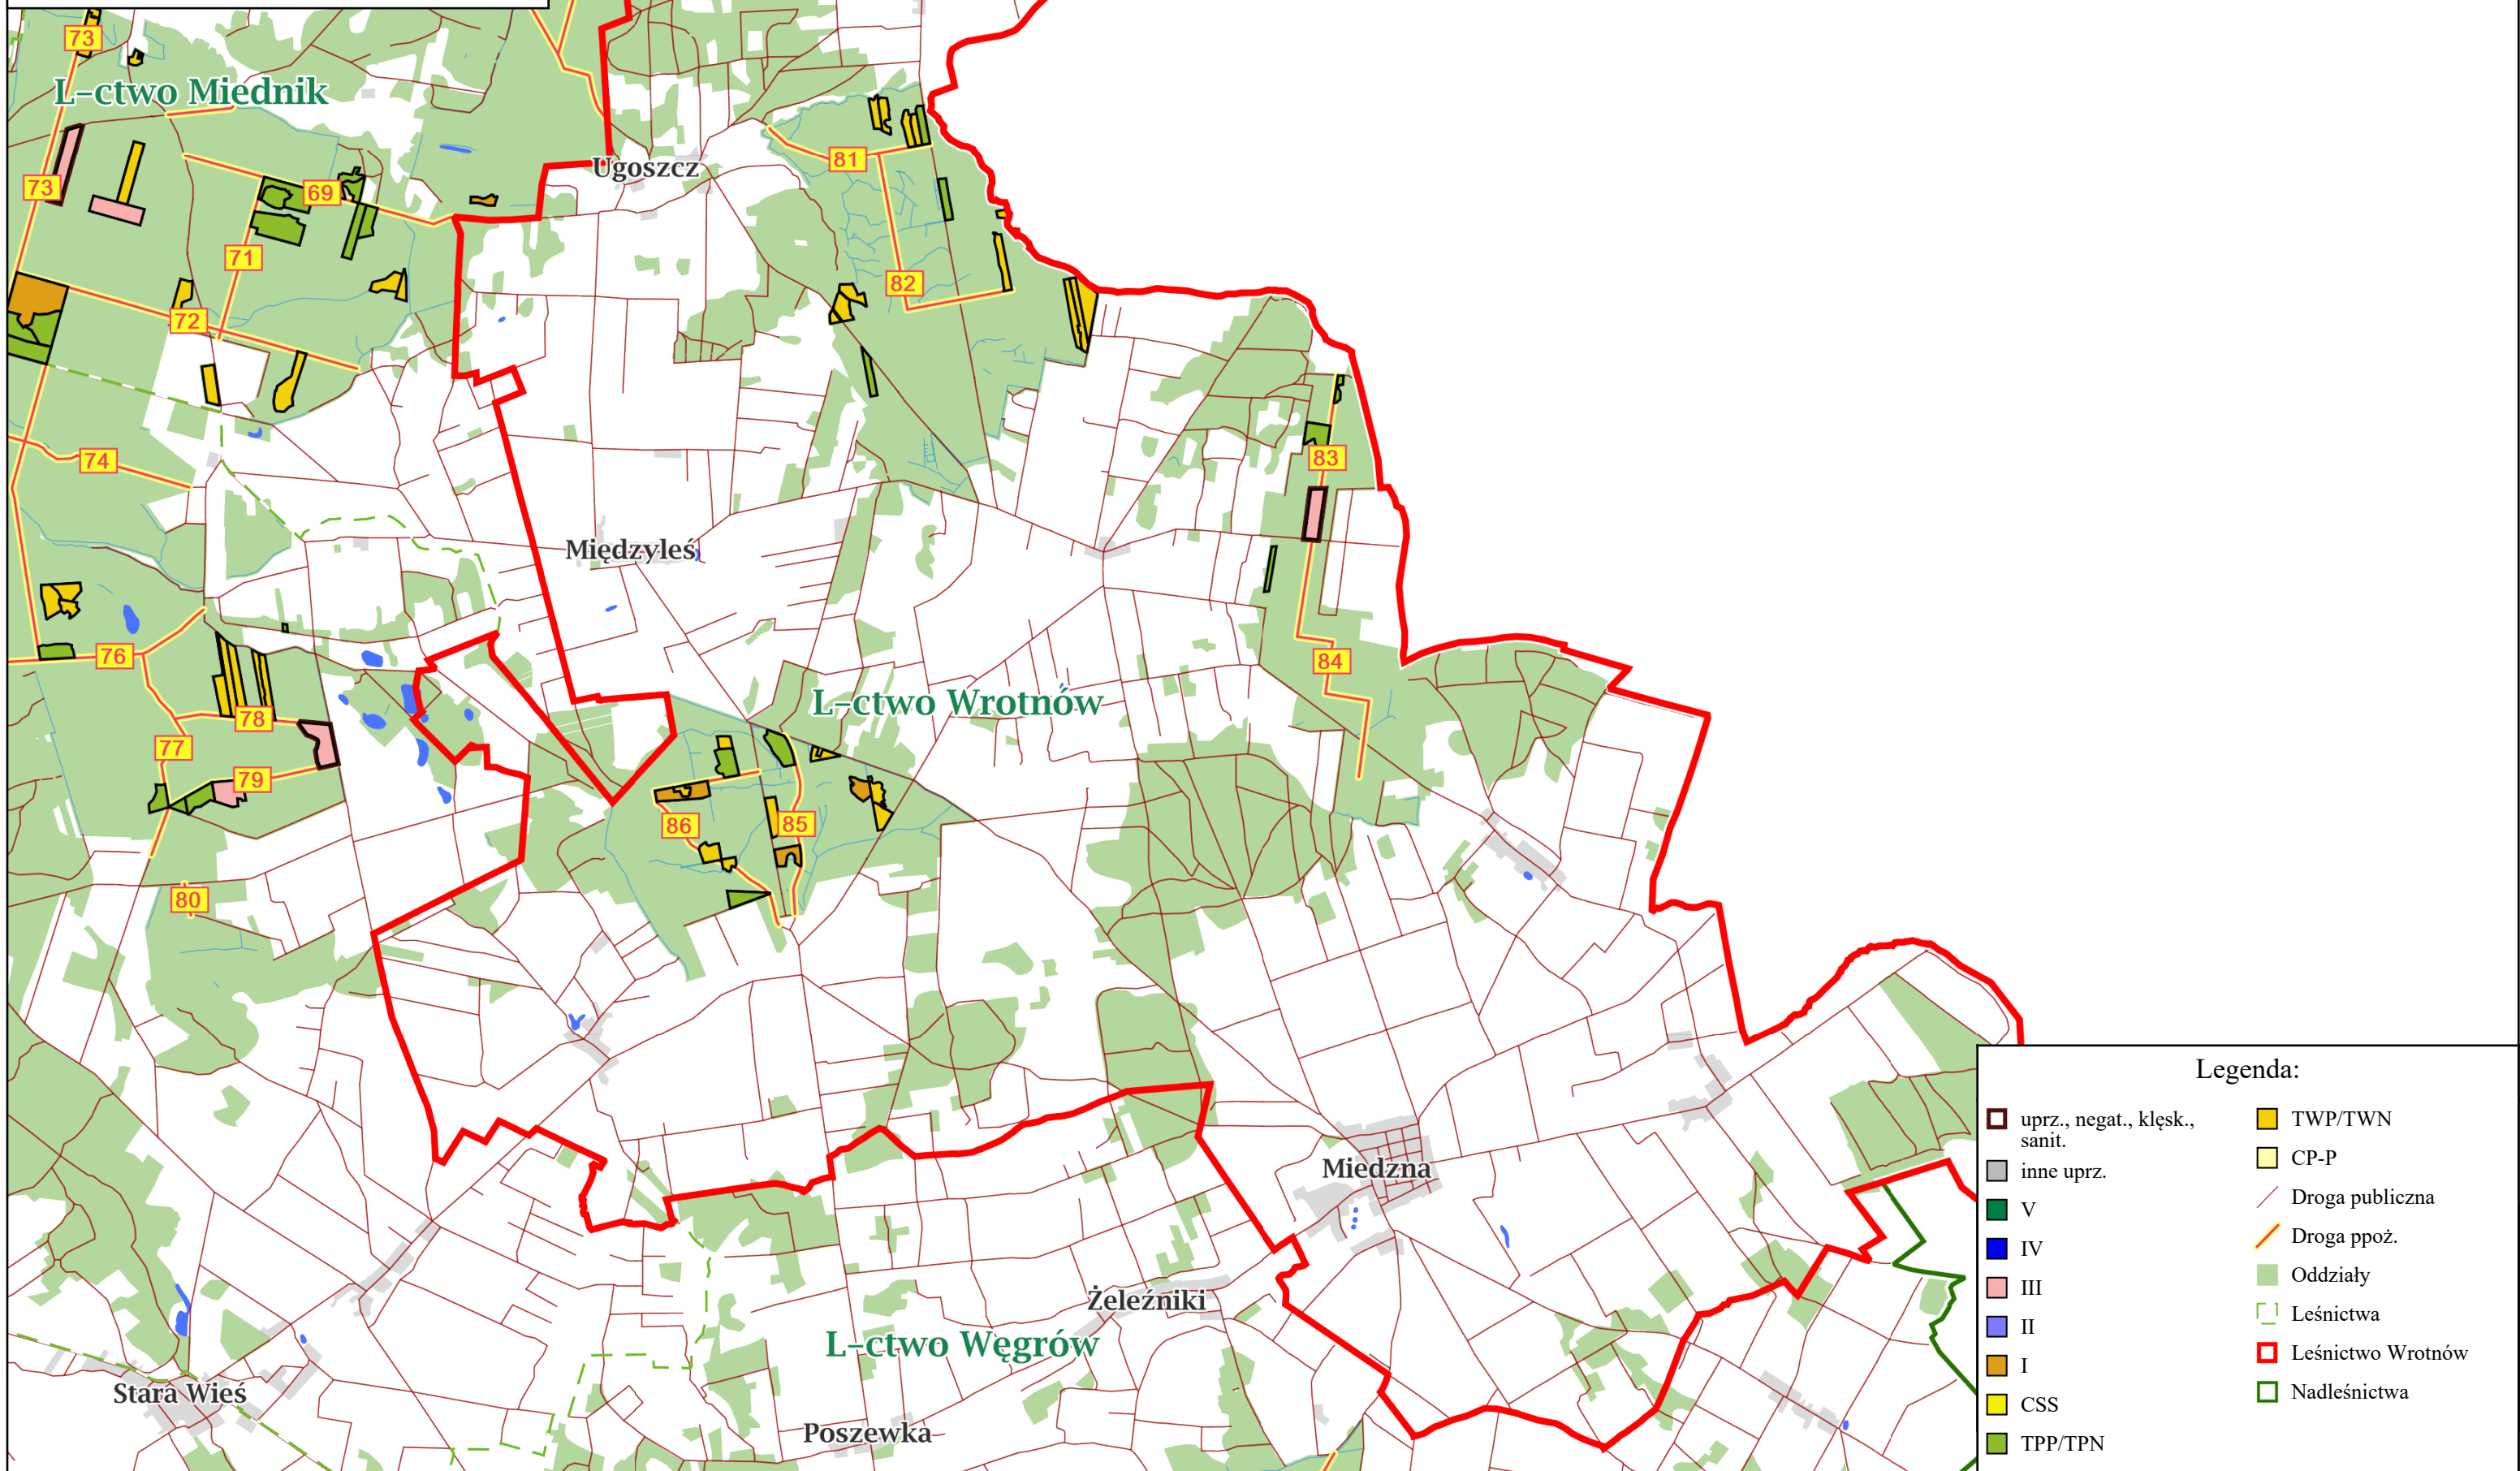 73
L-ctwo Miednik
Ugoszcz
81
73
69
71
82
72
74
83
Międzyleś
76
84
L-ctwo Wrotnów
78
77
79
86
85
80
Miedzna
Żeleźniki
L-ctwo Węgrów
Stara Wieś
Poszewka
Legenda:
uprz., negat., klęsk.,
sanit.
inne uprz.
V
IV
III
II
I
CSS
TPP/TPN
TWP/TWN
CP-P
Droga publiczna
Droga ppoż.
Oddziały
Leśnictwa
Leśnictwo Wrotnów
Nadleśnictwa